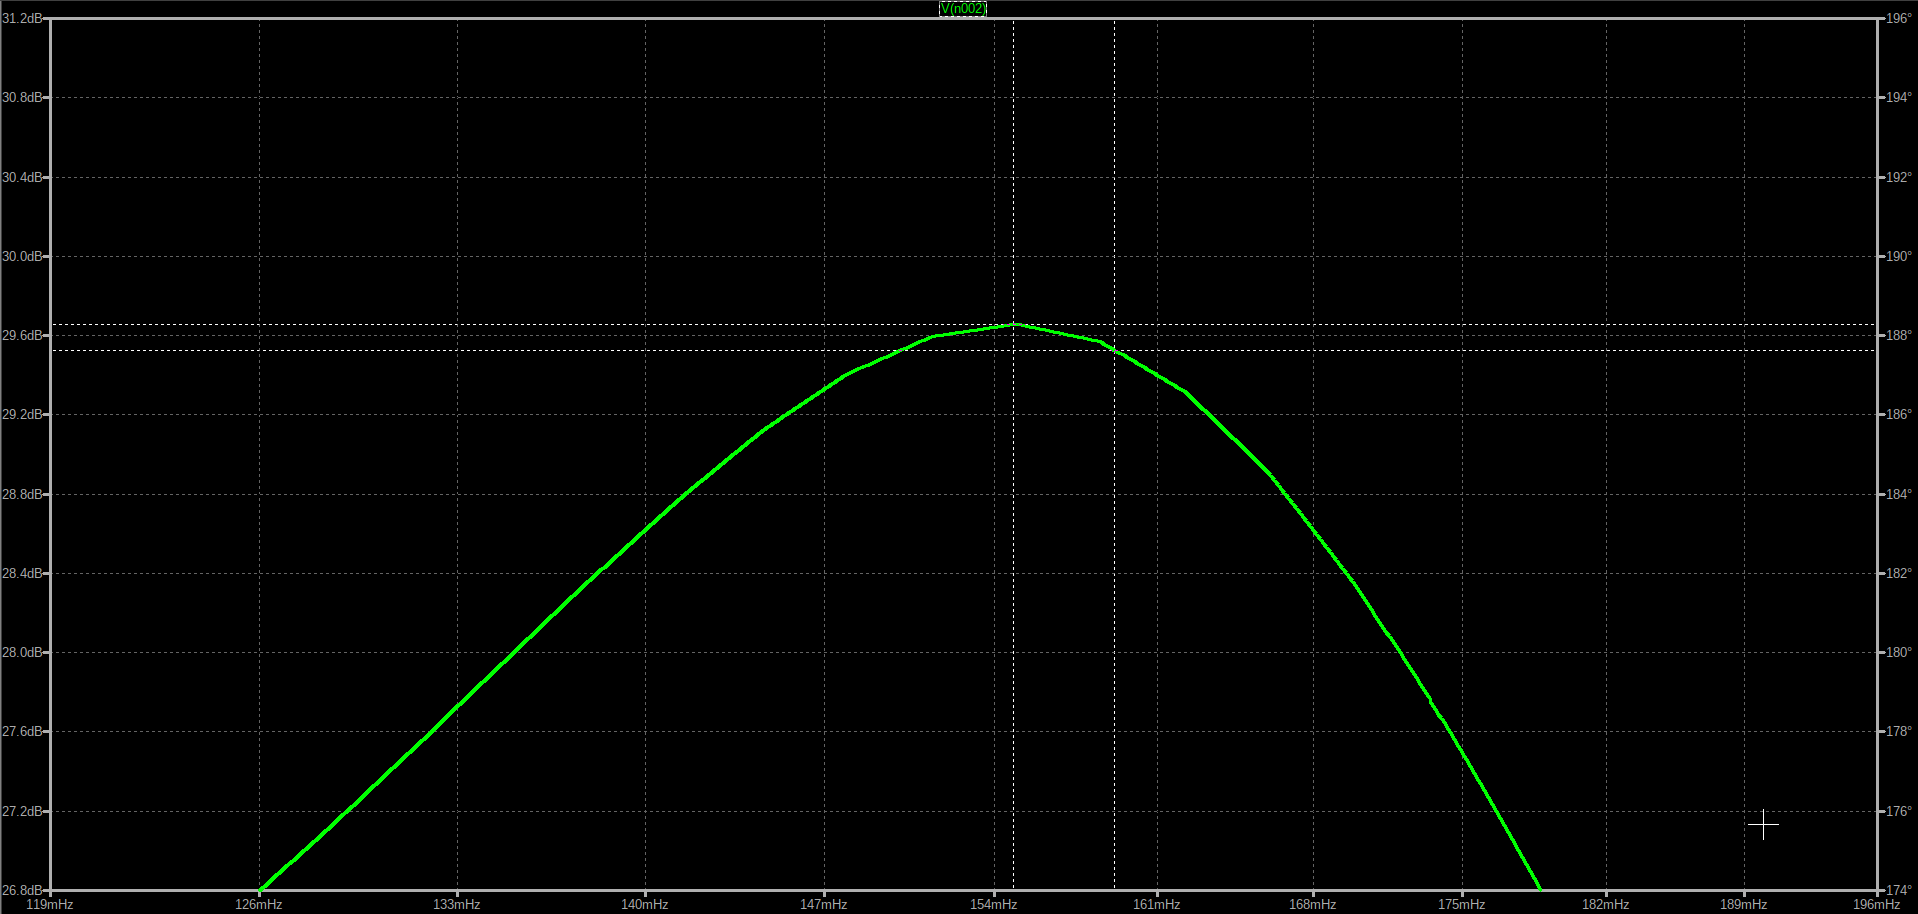 V(n002)
31.2dB 196°
30.8dB 194°
30.4dB 192°
30.0dB 190°
29.6dB 188°
29.2dB 186°
28.8dB 184°
28.4dB 182°
28.0dB 180°
27.6dB 178°
27.2dB 176°
26.8dB 174°
119mHz 126mHz 133mHz 140mHz 147mHz 154mHz 161mHz 168mHz 175mHz 182mHz 189mHz 196mHz